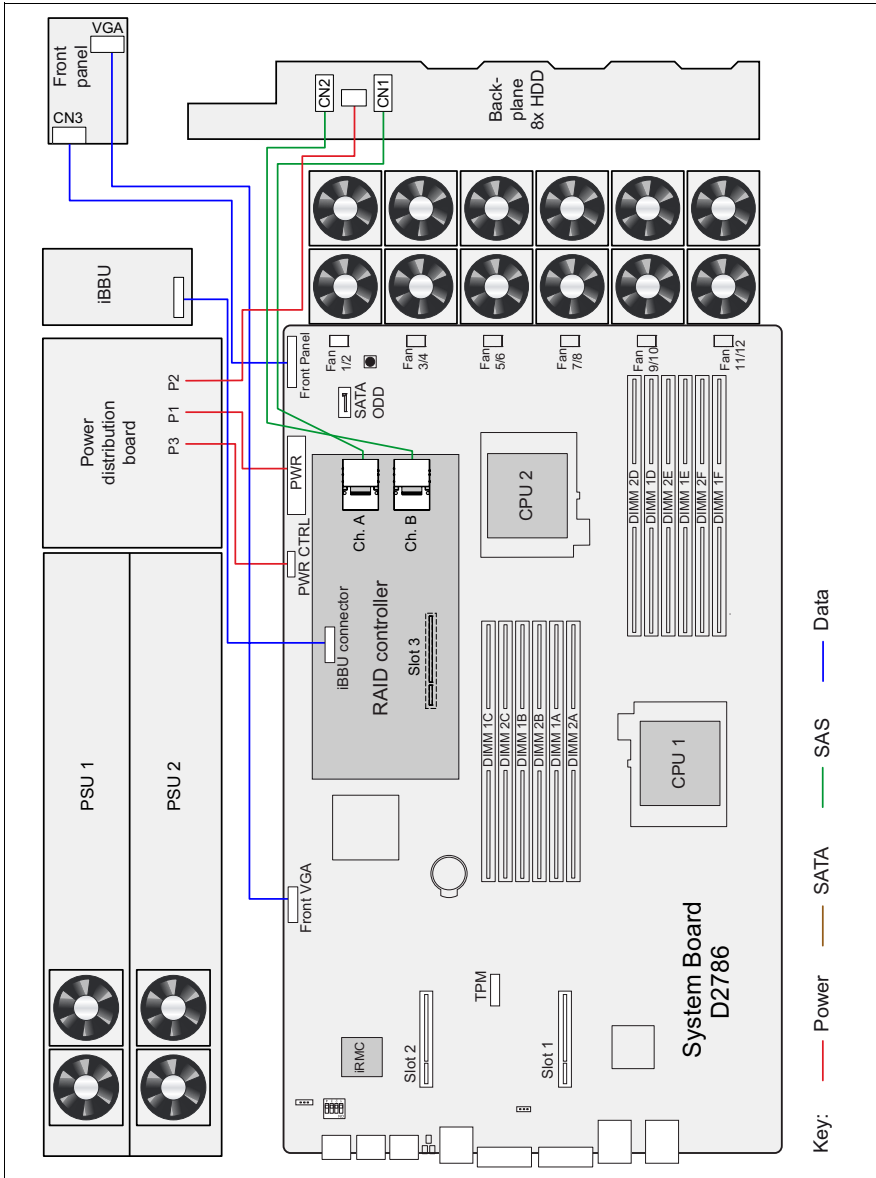 VGA
Front
panel
CN3
CN2
CN1
Back-
plane
8x HDD
iBBU
Power
distribution
board
P2
P1
P3
PSU 1
PSU 2
Front Panel
Fan
1/2
Fan
3/4
Fan
5/6
Fan
7/8
Fan
9/10
Fan
11/12
SATA
ODD
PWR
PWR CTRL
Ch. A
Ch. B
iBBU connector
RAID controller
Slot 3
CPU 2
DIMM 2D
DIMM 1D
DIMM 2E
DIMM 1E
DIMM 2F
DIMM 1F
DIMM 1C
DIMM 2C
DIMM 1B
DIMM 2B
DIMM 1A
DIMM 2A
CPU 1
Front VGA
TPM
iRMC
Slot 2
Slot 1
System Board
D2786
Key: Power SATA SAS Data